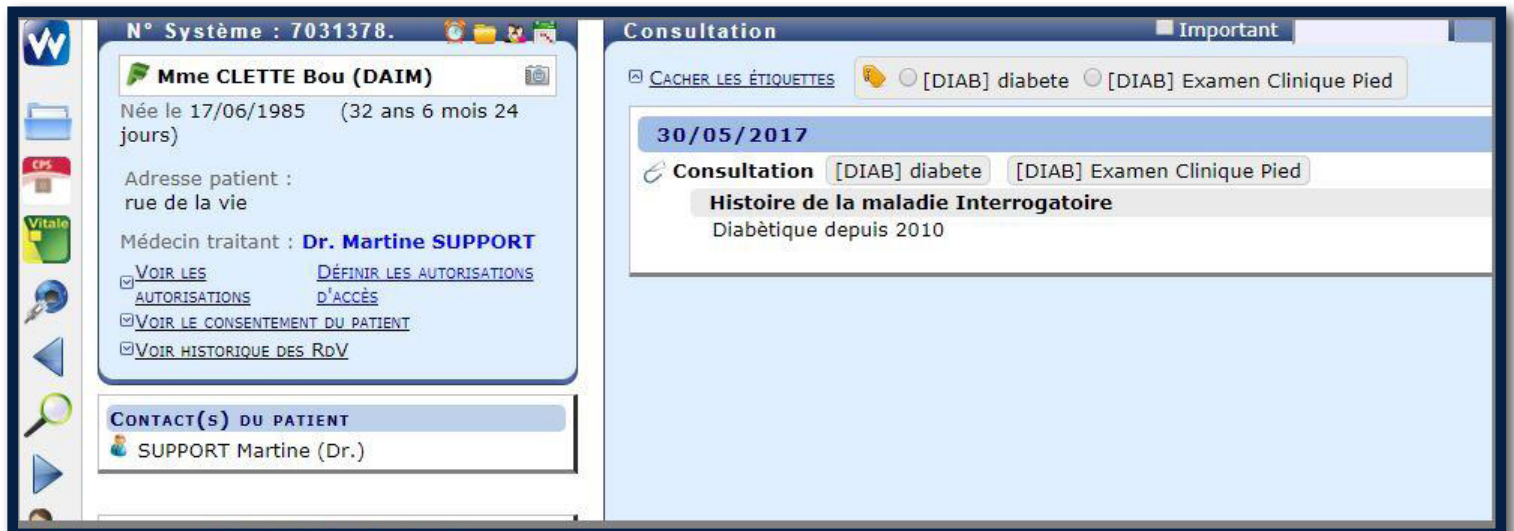 N° Système : 7031378.
Mme CLETTE Bou (DAIM)
Née le 17/06/1985 (32 ans 6 mois 24
jours)
Adresse patient :
rue de la vie
Médecin traitant : Dr. Martine SUPPORT
VOIR LES AUTORISATIONS
DÉFINIR LES AUTORISATIONS D'ACCÈS
VOIR LE CONSENTEMENT DU PATIENT
VOIR HISTORIQUE DES RDV
CONTACT(S) DU PATIENT
SUPPORT Martine (Dr.)
CPS
Vitale
Consultation
Important
CACHER LES ÉTIQUETTES [DIAB] diabete [DIAB] Examen Clinique Pied
30/05/2017
Consultation [DIAB] diabete [DIAB] Examen Clinique Pied
Histoire de la maladie Interrogatoire
Diabètique depuis 2010